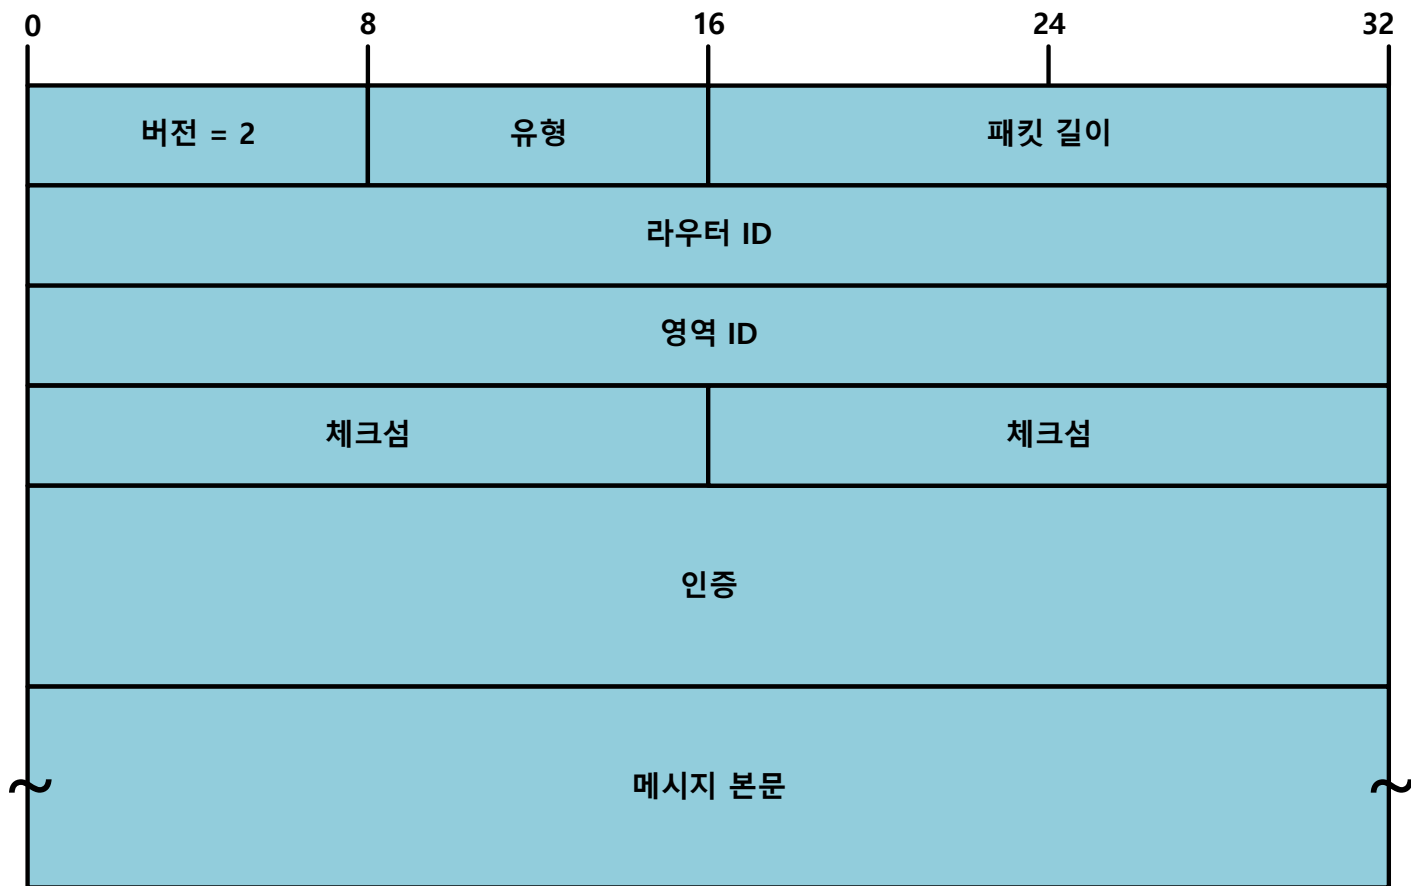 0 8 16 24 32
버전 = 2 유형 패킷 길이
라우터 ID
영역 ID
체크섬 체크섬
인증
~ 메시지 본문 ~